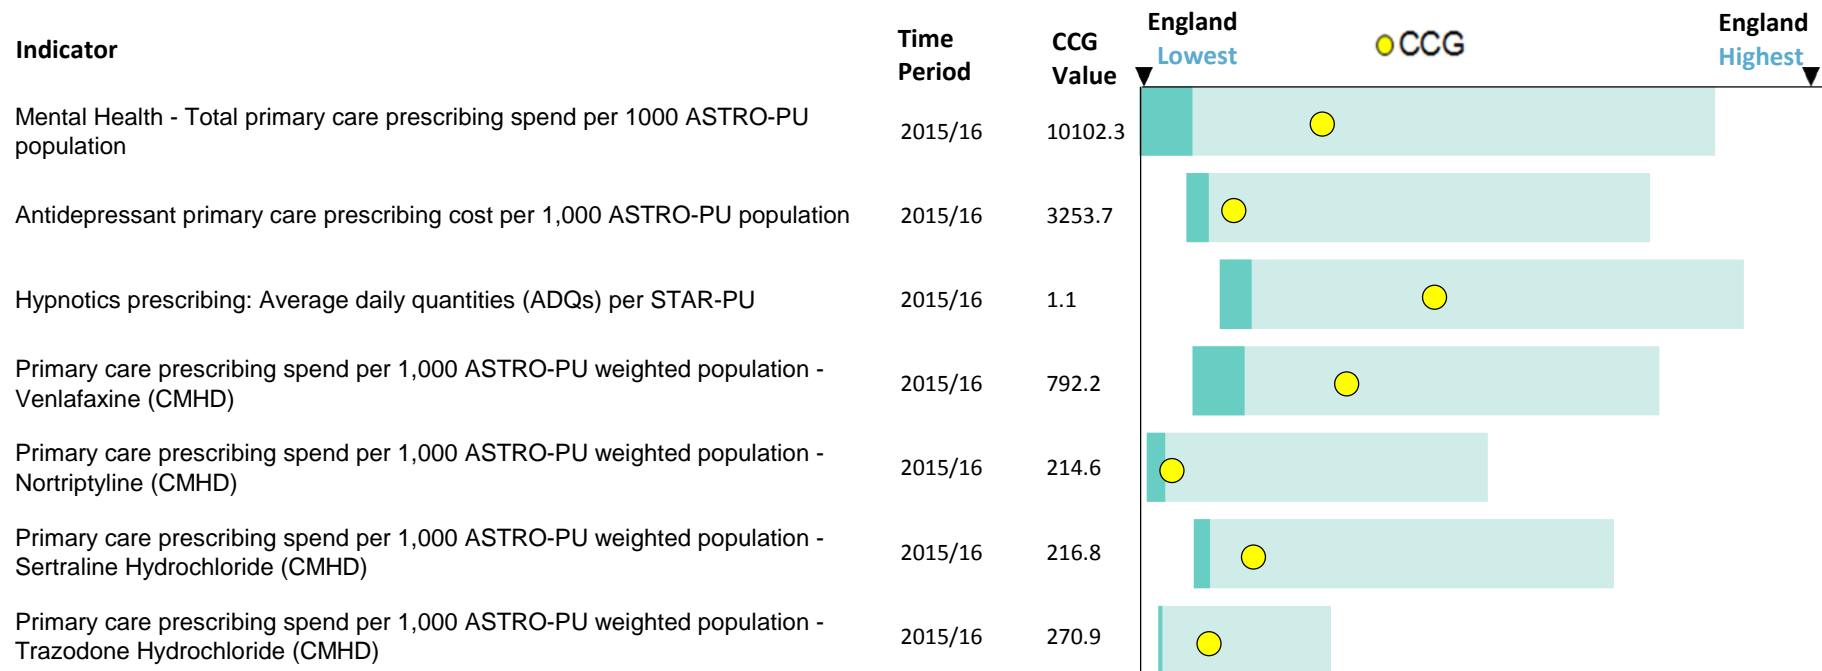 Indicator
Time
Period
CCG
Value
England
Lowest
CCG
England
Highest
Mental Health - Total primary care prescribing spend per 1000 ASTRO-PU
population
2015/16
10102.3
Antidepressant primary care prescribing cost per 1,000 ASTRO-PU population
2015/16
3253.7
Hypnotics prescribing: Average daily quantities (ADQs) per STAR-PU
2015/16
1.1
Primary care prescribing spend per 1,000 ASTRO-PU weighted population -
Venlafaxine (CMHD)
2015/16
792.2
Primary care prescribing spend per 1,000 ASTRO-PU weighted population -
Nortriptyline (CMHD)
2015/16
214.6
Primary care prescribing spend per 1,000 ASTRO-PU weighted population -
Sertraline Hydrochloride (CMHD)
2015/16
216.8
Primary care prescribing spend per 1,000 ASTRO-PU weighted population -
Trazodone Hydrochloride (CMHD)
2015/16
270.9